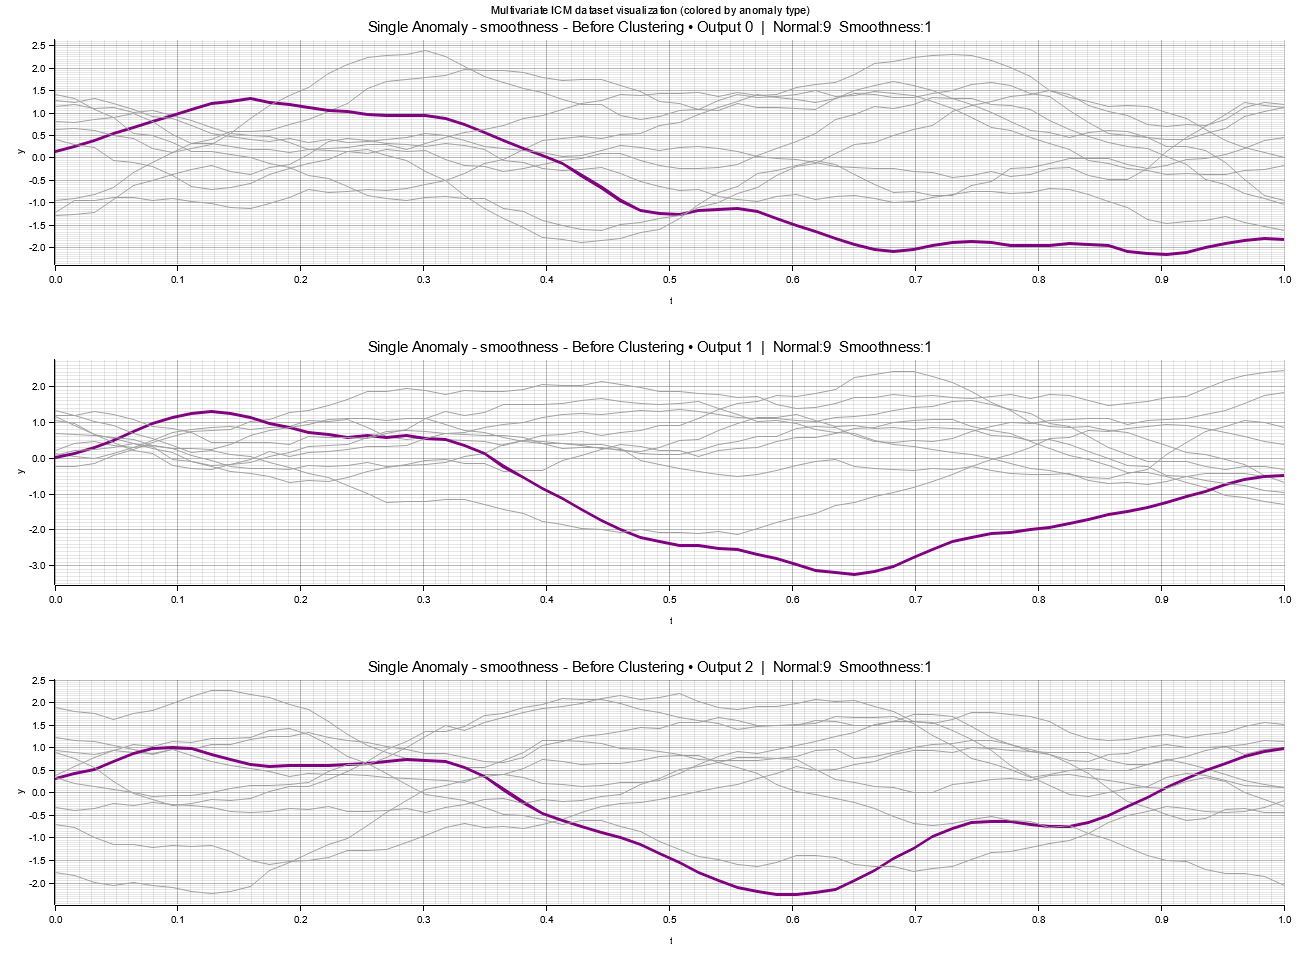 Multivariate ICM dataset visualization (colored by anomaly type)
Single Anomaly - smoothness - Before Clustering • Output 0 | Normal:9 Smoothness:1
2.5
2.0
1.5
1.0
0.5
0.0
-0.5
-1.0
-1.5
-2.0
y
0.0 0.1 0.2 0.3 0.4 0.5 0.6 0.7 0.8 0.9 1.0
t
Single Anomaly - smoothness - Before Clustering • Output 1 | Normal:9 Smoothness:1
2.0
1.0
0.0
-1.0
-2.0
-3.0
y
0.0 0.1 0.2 0.3 0.4 0.5 0.6 0.7 0.8 0.9 1.0
t
Single Anomaly - smoothness - Before Clustering • Output 2 | Normal:9 Smoothness:1
2.5
2.0
1.5
1.0
0.5
0.0
-0.5
-1.0
-1.5
-2.0
y
0.0 0.1 0.2 0.3 0.4 0.5 0.6 0.7 0.8 0.9 1.0
t